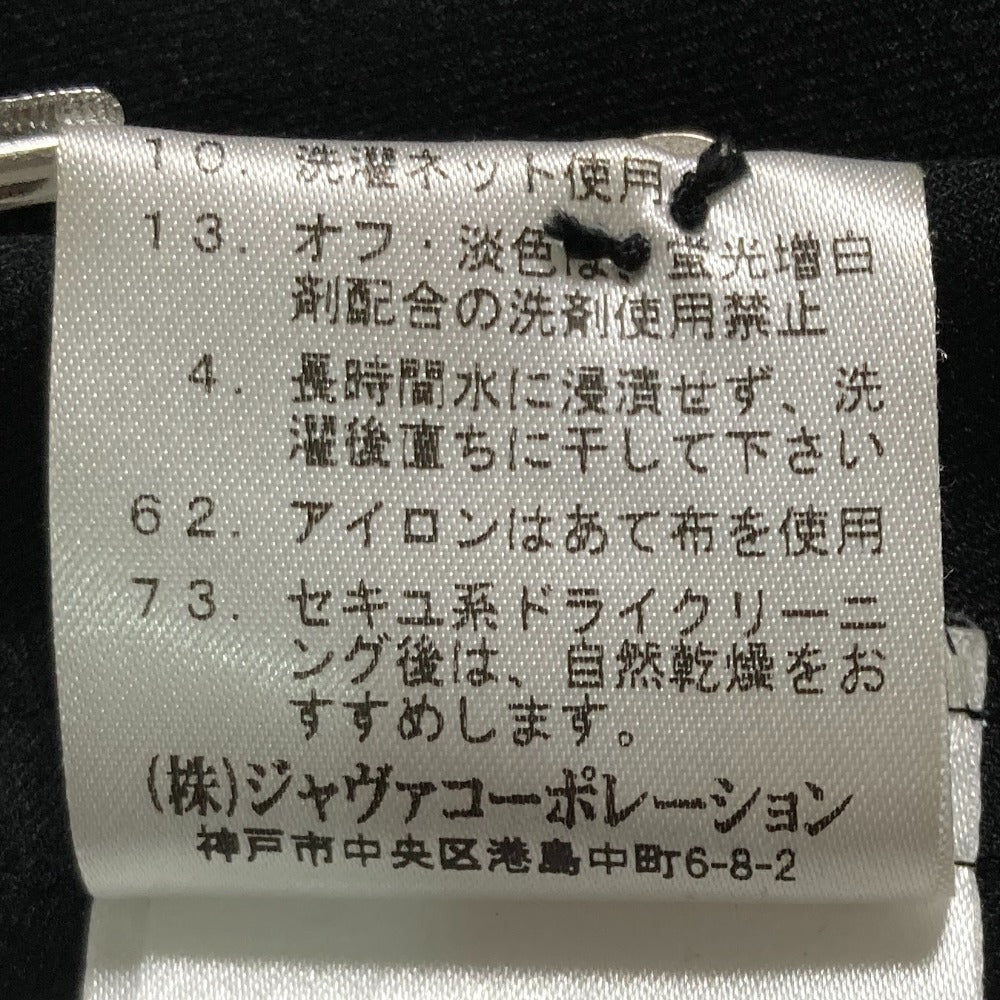 10. 洗濯ネット使用
13. オフ・淡色は、蛍光増白
剤配合の洗剤使用禁止
4. 長時間水に浸漬せず、洗
濯後直ちに干して下さい
62. アイロンはあて布を使用
73. セキユ系ドライクリーニ
ング後は、自然乾燥をお
すすめします。
(株)ジャヴァコーポレーション
神戸市中央区港島中町6-8-2